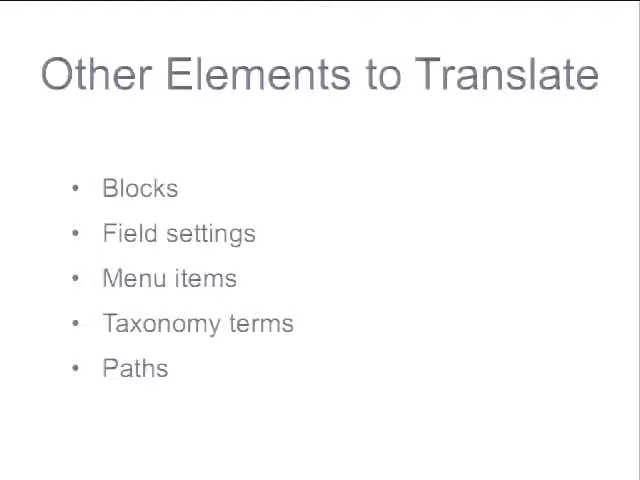 Other Elements to Translate
• Blocks
• Field settings
• Menu items
• Taxonomy terms
• Paths